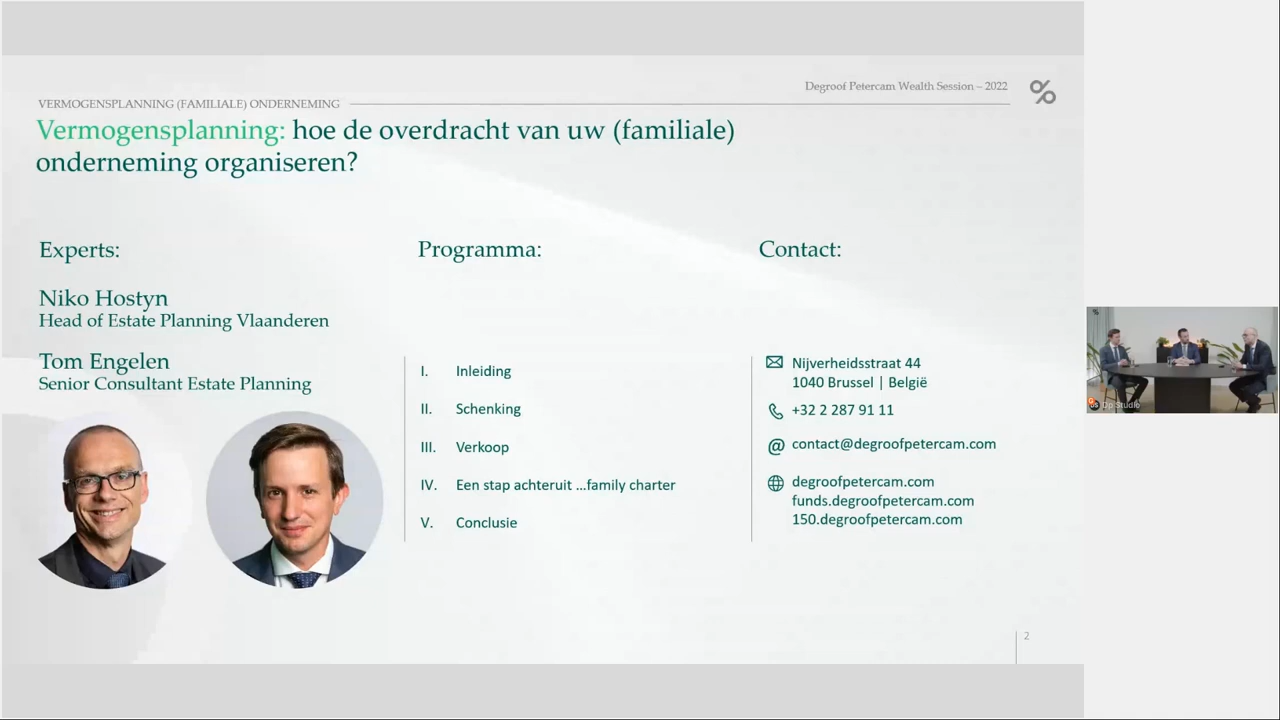 Degroof Petercam Wealth Session – 2022
VERMOGENSPLANNING (FAMILIALE) ONDERNEMING
Vermogensplanning: hoe de overdracht van uw (familiale)
onderneming organiseren?
Experts:
Niko Hostyn
Head of Estate Planning Vlaanderen
Tom Engelen
Senior Consultant Estate Planning
Programma:
I. Inleiding
II. Schenking
III. Verkoop
IV. Een stap achteruit ...family charter
V. Conclusie
Contact:
Nijverheidsstraat 44
1040 Brussel | België
+32 2 287 91 11
contact@degroofpetercam.com
degroofpetercam.com
funds.degroofpetercam.com
150.degroofpetercam.com
2
Dp Studio